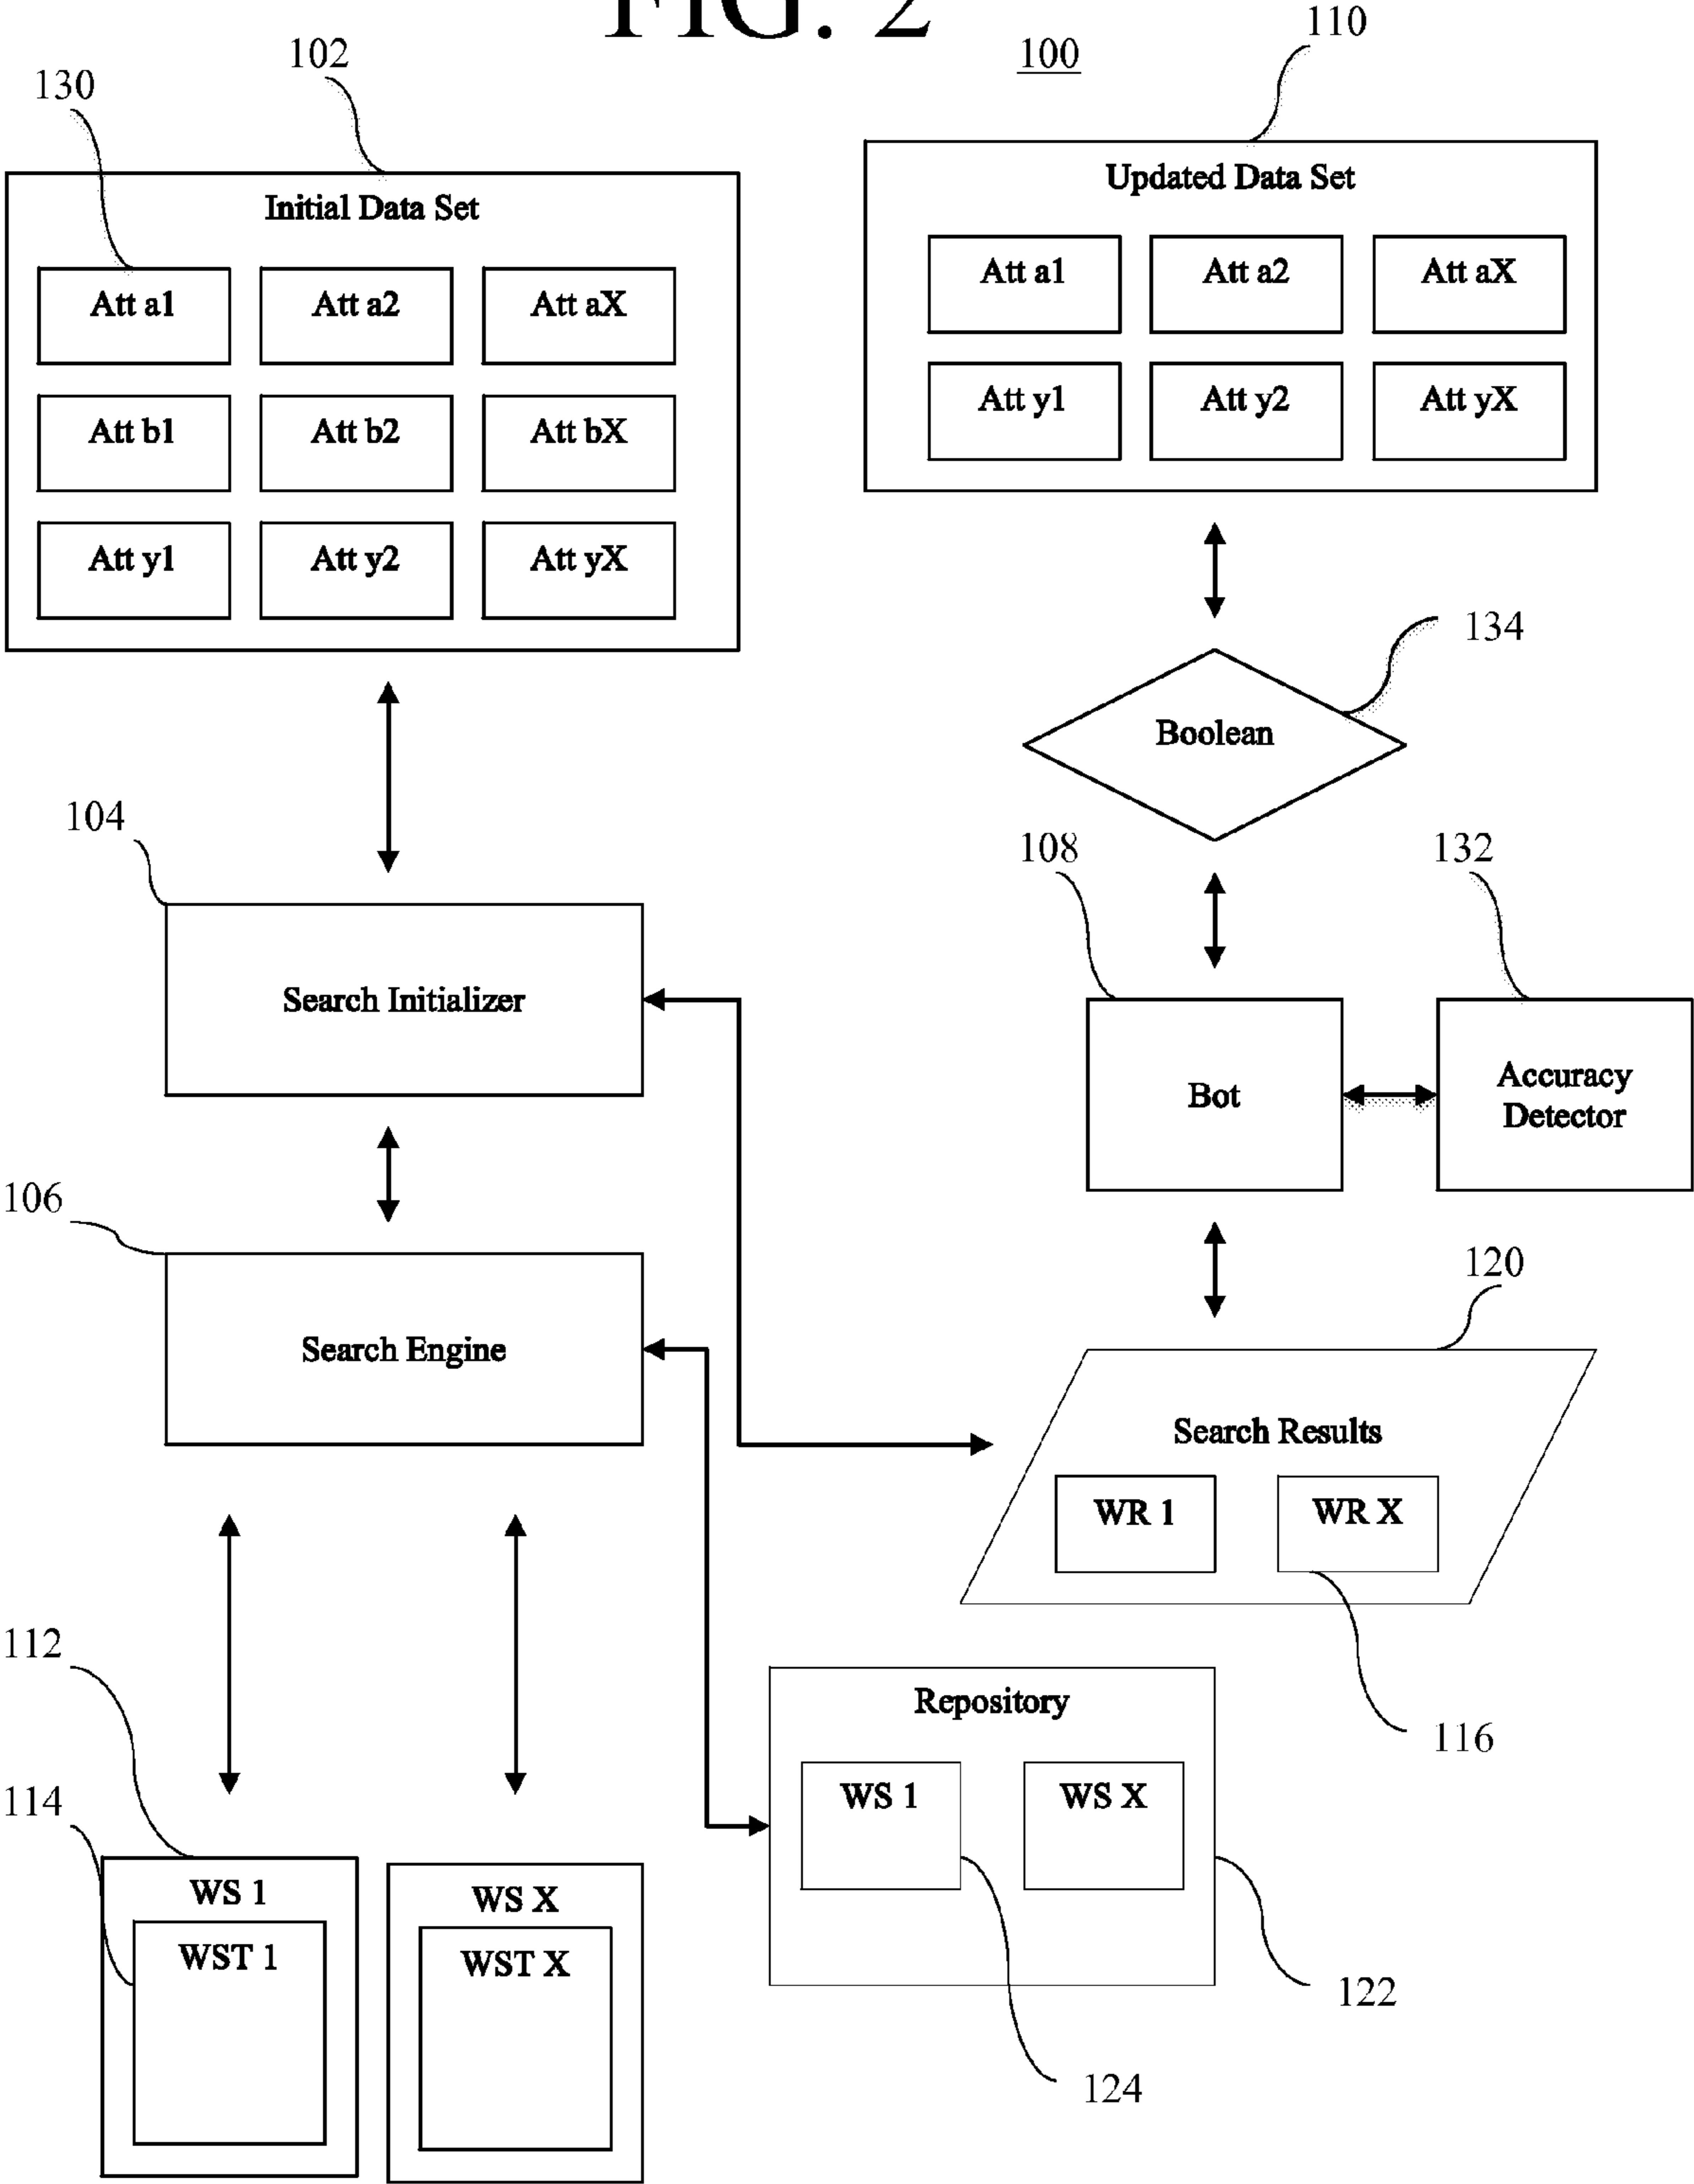 FIG. 2
100
110
102
130
Initial Data Set
Att a1 Att a2 Att aX
Att b1 Att b2 Att bX
Att y1 Att y2 Att yX
Updated Data Set
Att a1 Att a2 Att aX
Att y1 Att y2 Att yX
134
Boolean
104
108
132
Search Initializer
Bot
Accuracy
Detector
106
Search Engine
120
Search Results
WR 1 WR X
116
112
114
Repository
WS 1 WS X
122
124
WS 1
WST 1
WS X
WST X